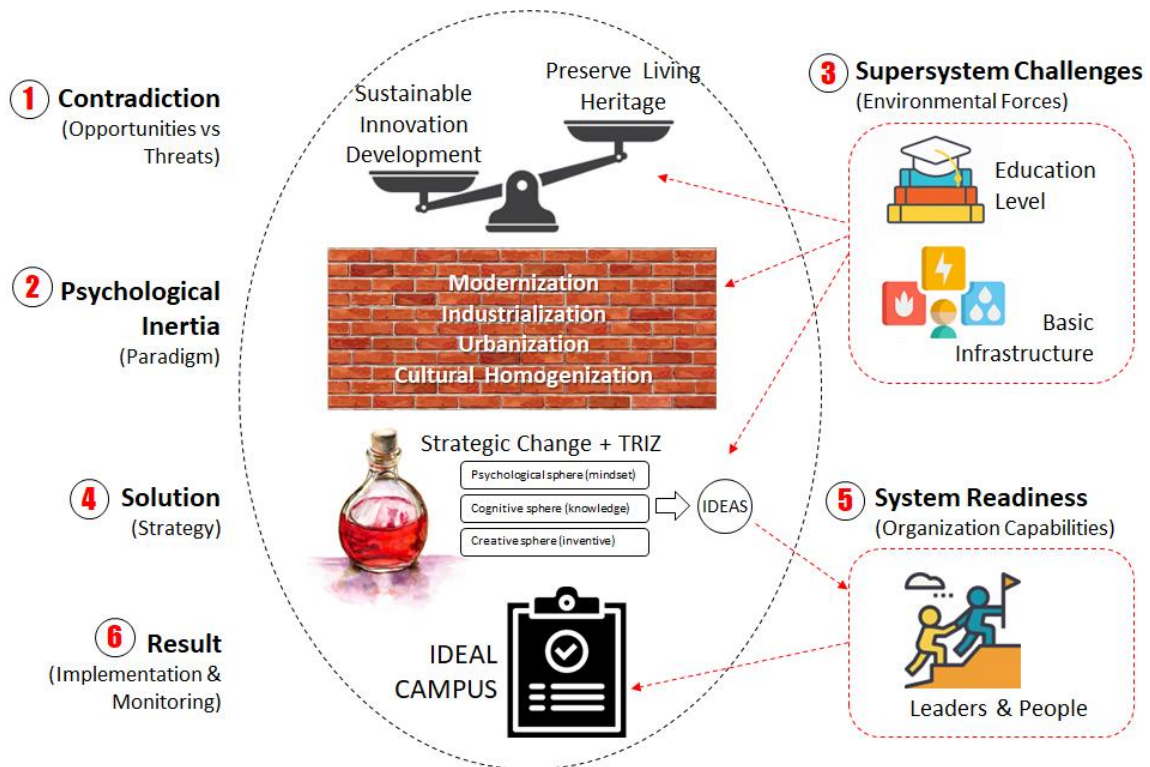 1 Contradiction
(Opportunities vs
Threats)
Sustainable
Innovation
Development
Preserve Living
Heritage
2 Psychological
Inertia
(Paradigm)
Modernization
Industrialization
Urbanization
Cultural Homogenization
3 Supersystem Challenges
(Environmental Forces)
Education
Level
Basic
Infrastructure
4 Solution
(Strategy)
Strategic Change + TRIZ
Psychological sphere (mindset)
Cognitive sphere (knowledge)
Creative sphere (inventive)
IDEAS
5 System Readiness
(Organization Capabilities)
Leaders & People
6 Result
(Implementation &
Monitoring)
IDEAL
CAMPUS